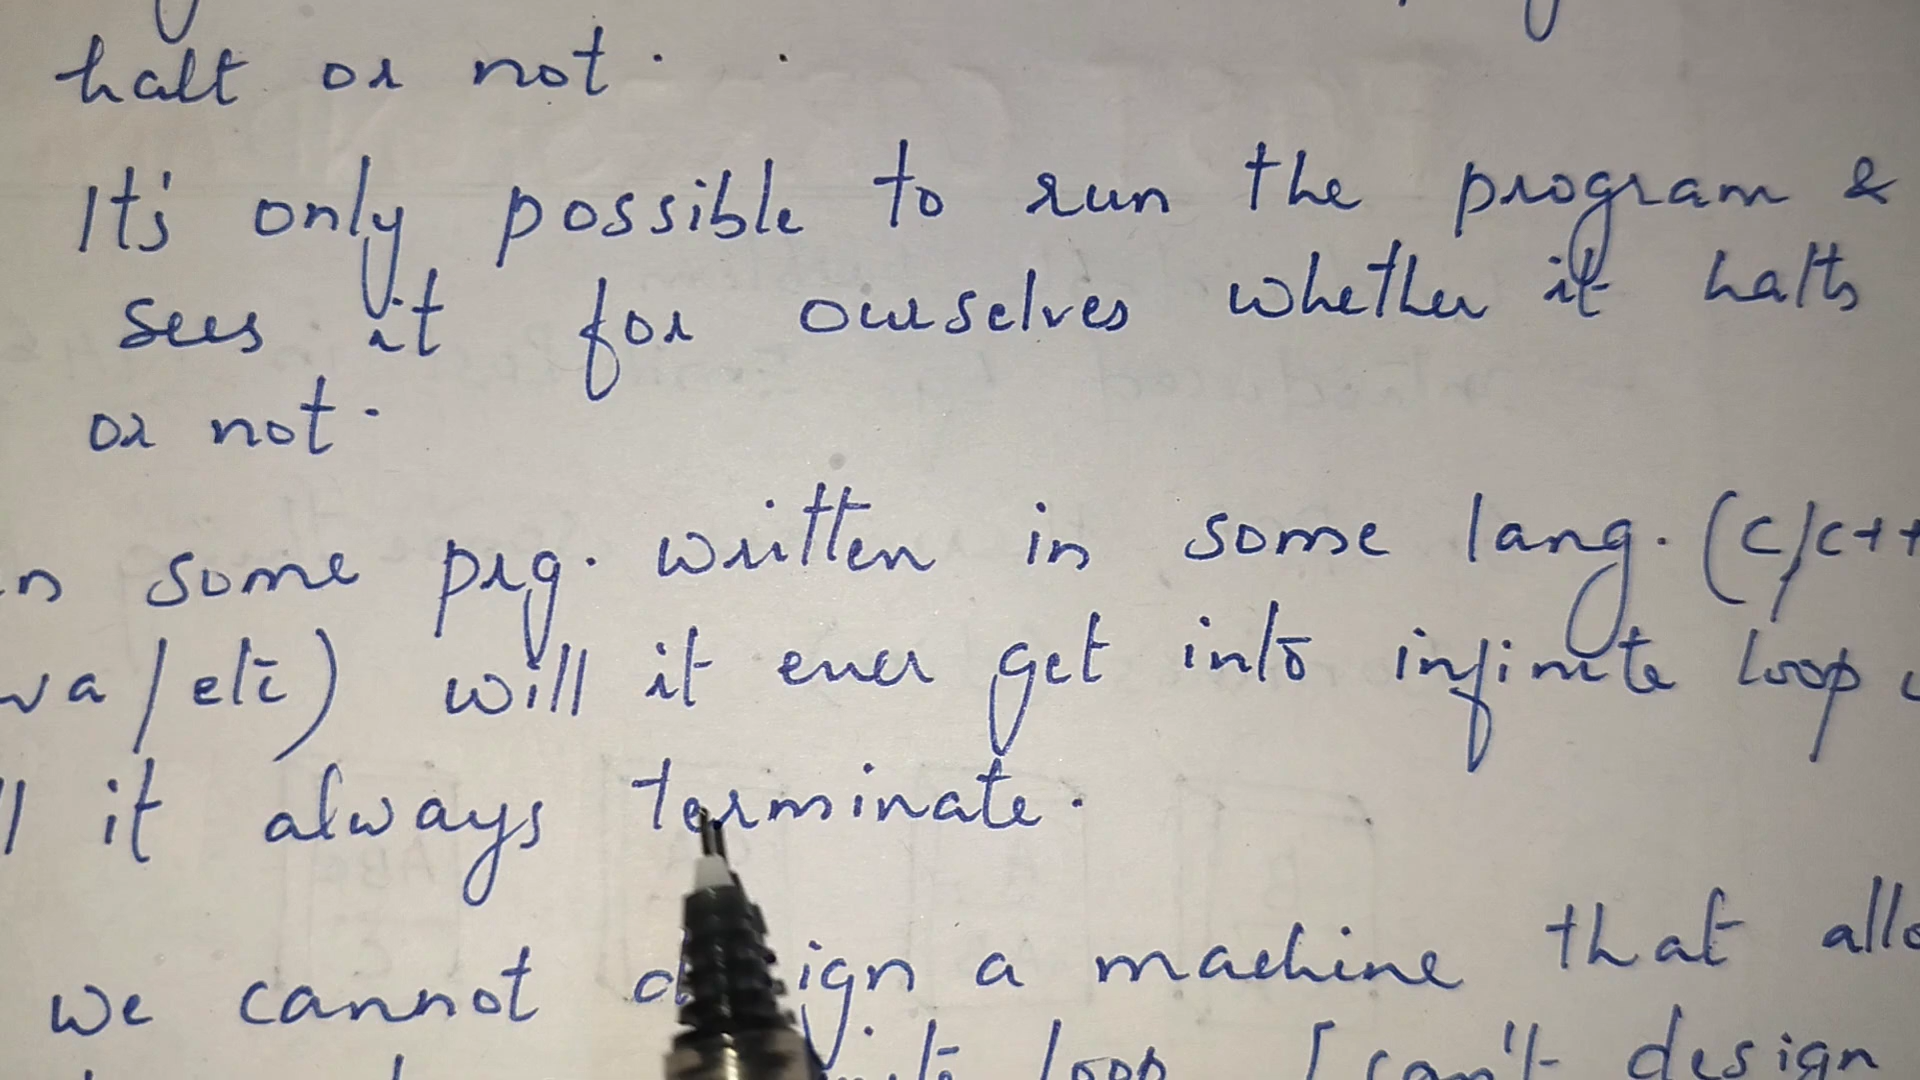 halt or not.
It's only possible to run the program &
sees it for ourselves whether it halts
or not.
some prg. written in some lang. (C/C++
va/etc) will it ever get into infinite loop
it always terminate.
we cannot a machine that
loop I can't design